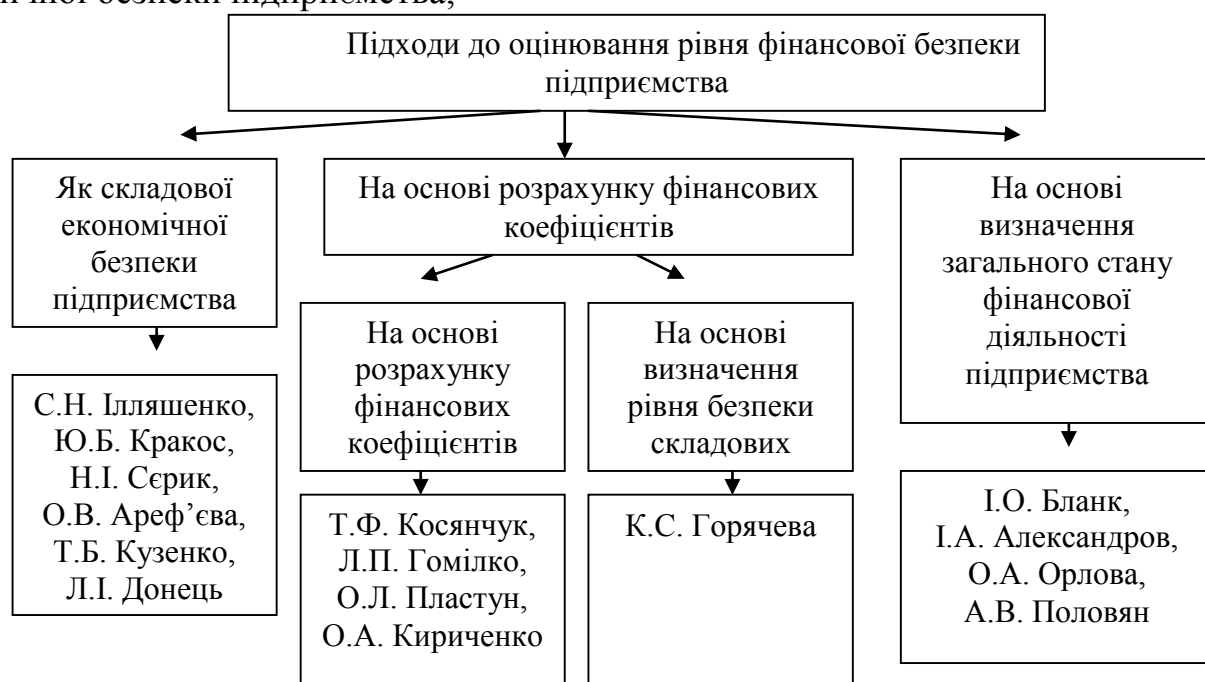 безпеки підприємства,
Підходи до оцінювання рівня фінансової безпеки
підприємства
Як складової
економічної
безпеки
підприємства
На основі розрахунку фінансових
коефіцієнтів
На основі
визначення
загального стану
фінансової
діяльності
підприємства
На основі
розрахунку
фінансових
коефіцієнтів
На основі
визначення
рівня безпеки
складових
С.Н. Ілляшенко,
Ю.Б. Кракос,
Н.І. Сєрик,
О.В. Ареф’єва,
Т.Б. Кузенко,
Л.І. Донець
Т.Ф. Косянчук,
Л.П. Гомілко,
О.Л. Пластун,
О.А. Кириченко
К.С. Горячева
І.О. Бланк,
І.А. Александров,
О.А. Орлова,
А.В. Половян